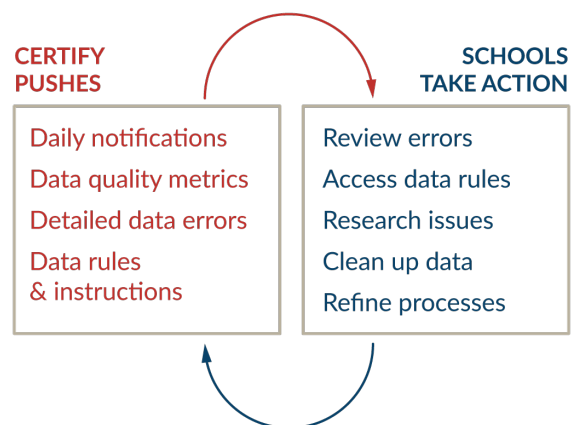 CERTIFY
PUSHES
Daily notifications
Data quality metrics
Detailed data errors
Data rules
& instructions
SCHOOLS
TAKE ACTION
Review errors
Access data rules
Research issues
Clean up data
Refine processes